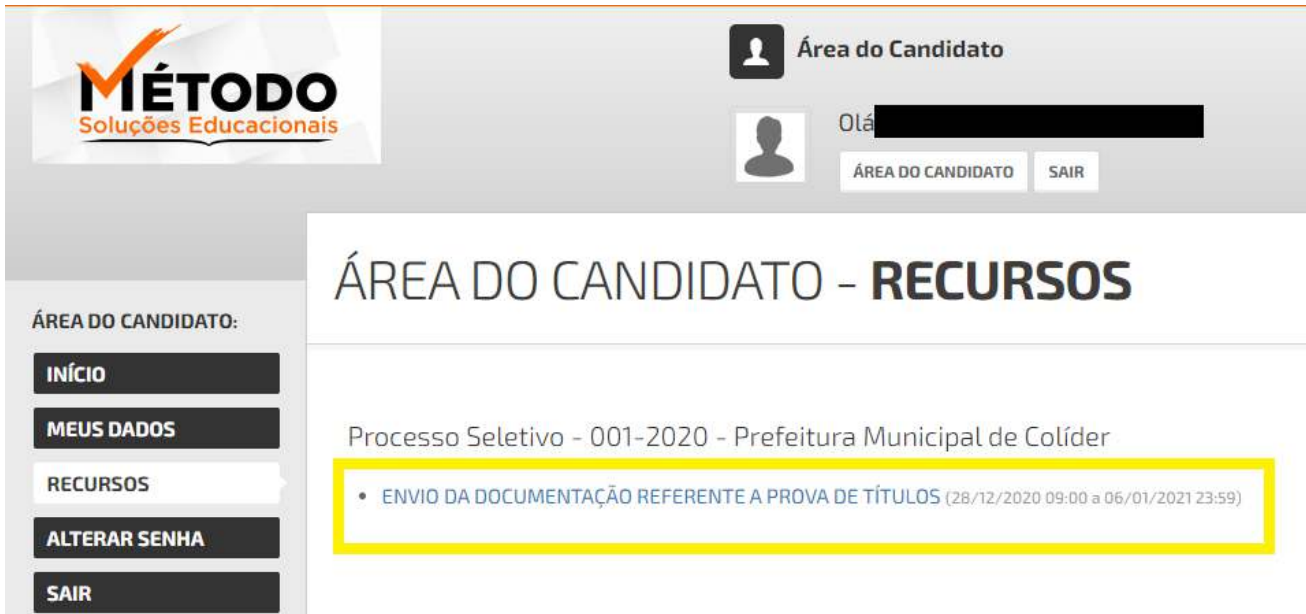 MÉTODO
Soluções Educacionais
Área do Candidato
Olá
ÁREA DO CANDIDATO SAIR
ÁREA DO CANDIDATO - RECURSOS
ÁREA DO CANDIDATO:
INÍCIO
MEUS DADOS
RECURSOS
ALTERAR SENHA
SAIR
Processo Seletivo - 001-2020 - Prefeitura Municipal de Colíder
• ENVIO DA DOCUMENTAÇÃO REFERENTE A PROVA DE TÍTULOS (28/12/2020 09:00 a 06/01/2021 23:59)